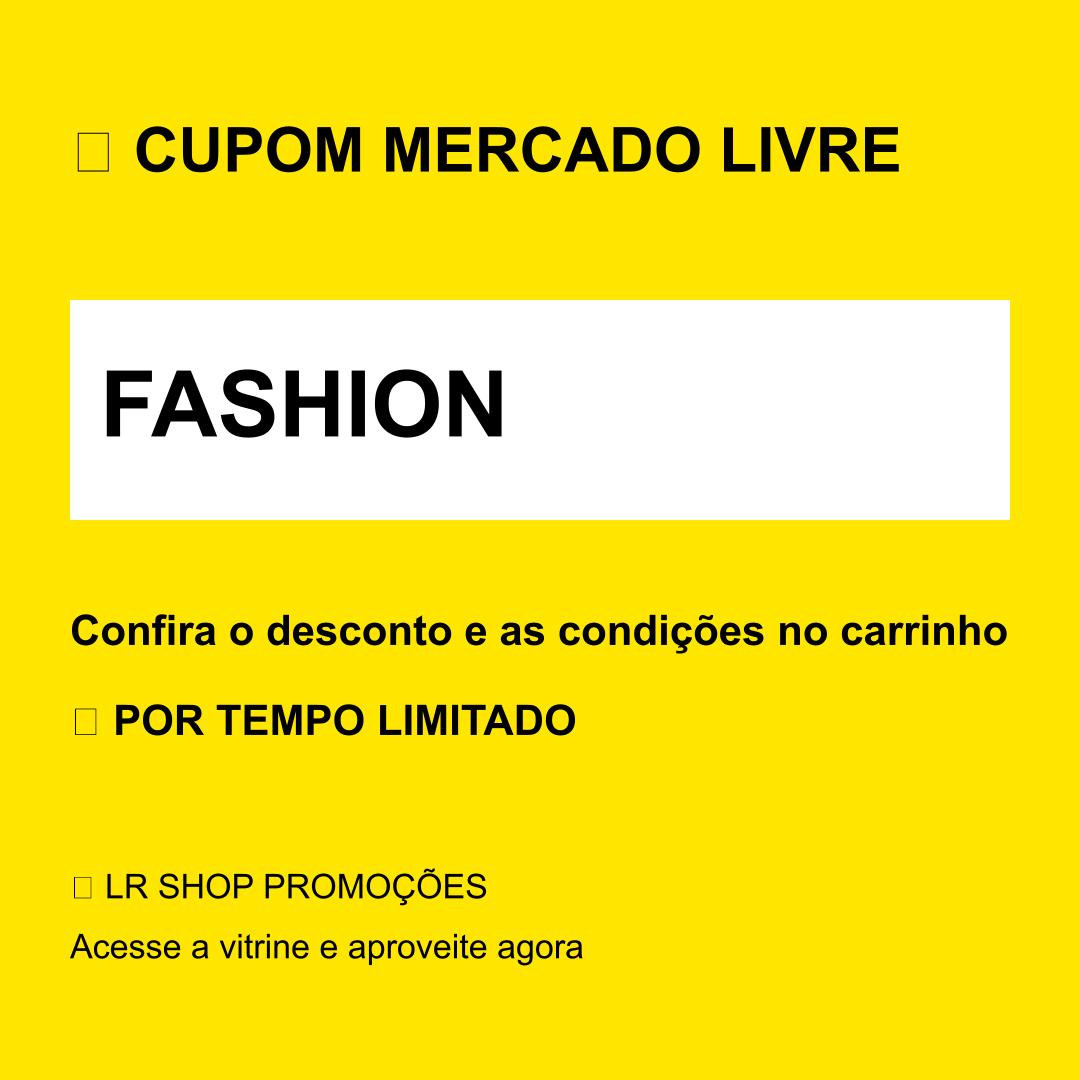 □ CUPOM MERCADO LIVRE
FASHION
Confira o desconto e as condições no carrinho
□ POR TEMPO LIMITADO
□ LR SHOP PROMOÇÕES
Acesse a vitrine e aproveite agora